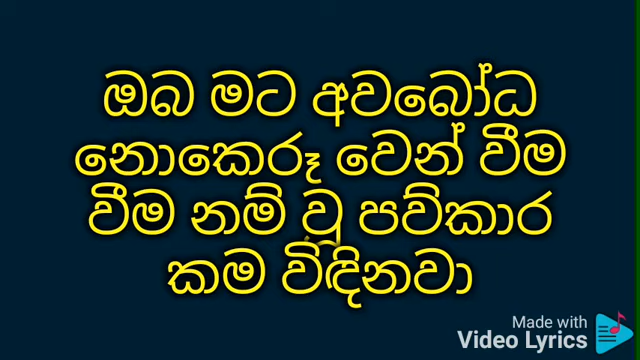 ඔබ මට අවබෝධ
නොකෙරූ වෙන් වීම
වීම නම් වූ පව්කාර
කම විඳිනවා
Made with
Video Lyrics